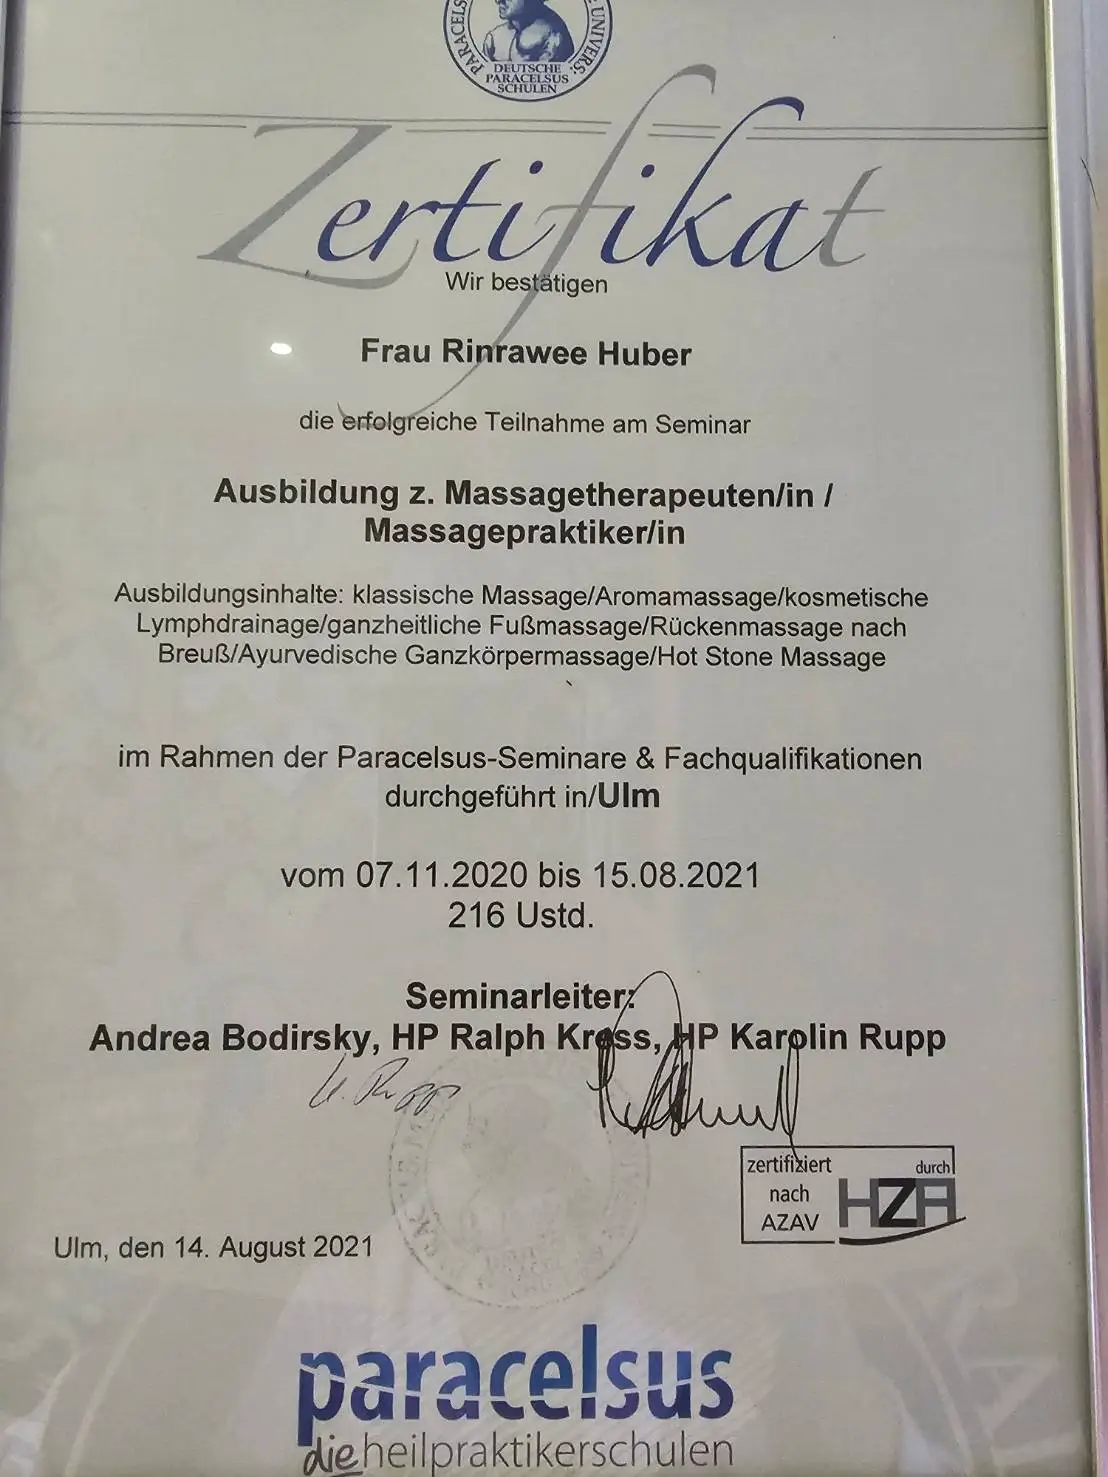 PARACELS
UNIVERS:
DEUTSCHE
PARACELSUS
SCHULEN
Zertifikat
Wir bestätigen
Frau Rinrawee Huber
die erfolgreiche Teilnahme am Seminar
Ausbildung z. Massagetherapeuten/in /
Massagepraktiker/in
Ausbildungsinhalte: klassische Massage/Aromamassage/kosmetische
Lymphdrainage/ganzheitliche Fußmassage/Rückenmassage nach
Breuß/Ayurvedische Ganzkörpermassage/Hot Stone Massage
im Rahmen der Paracelsus-Seminare & Fachqualifikationen
durchgeführt in/Ulm
vom 07.11.2020 bis 15.08.2021
216 Ustd.
Seminarleiter:
Andrea Bodirsky, HP Ralph Kress, HP Karolin Rupp
K. Rupp
zertifiziert durch
nach HZA
AZAV
Ulm, den 14. August 2021
paracelsus
dieheilpraktikerschulen